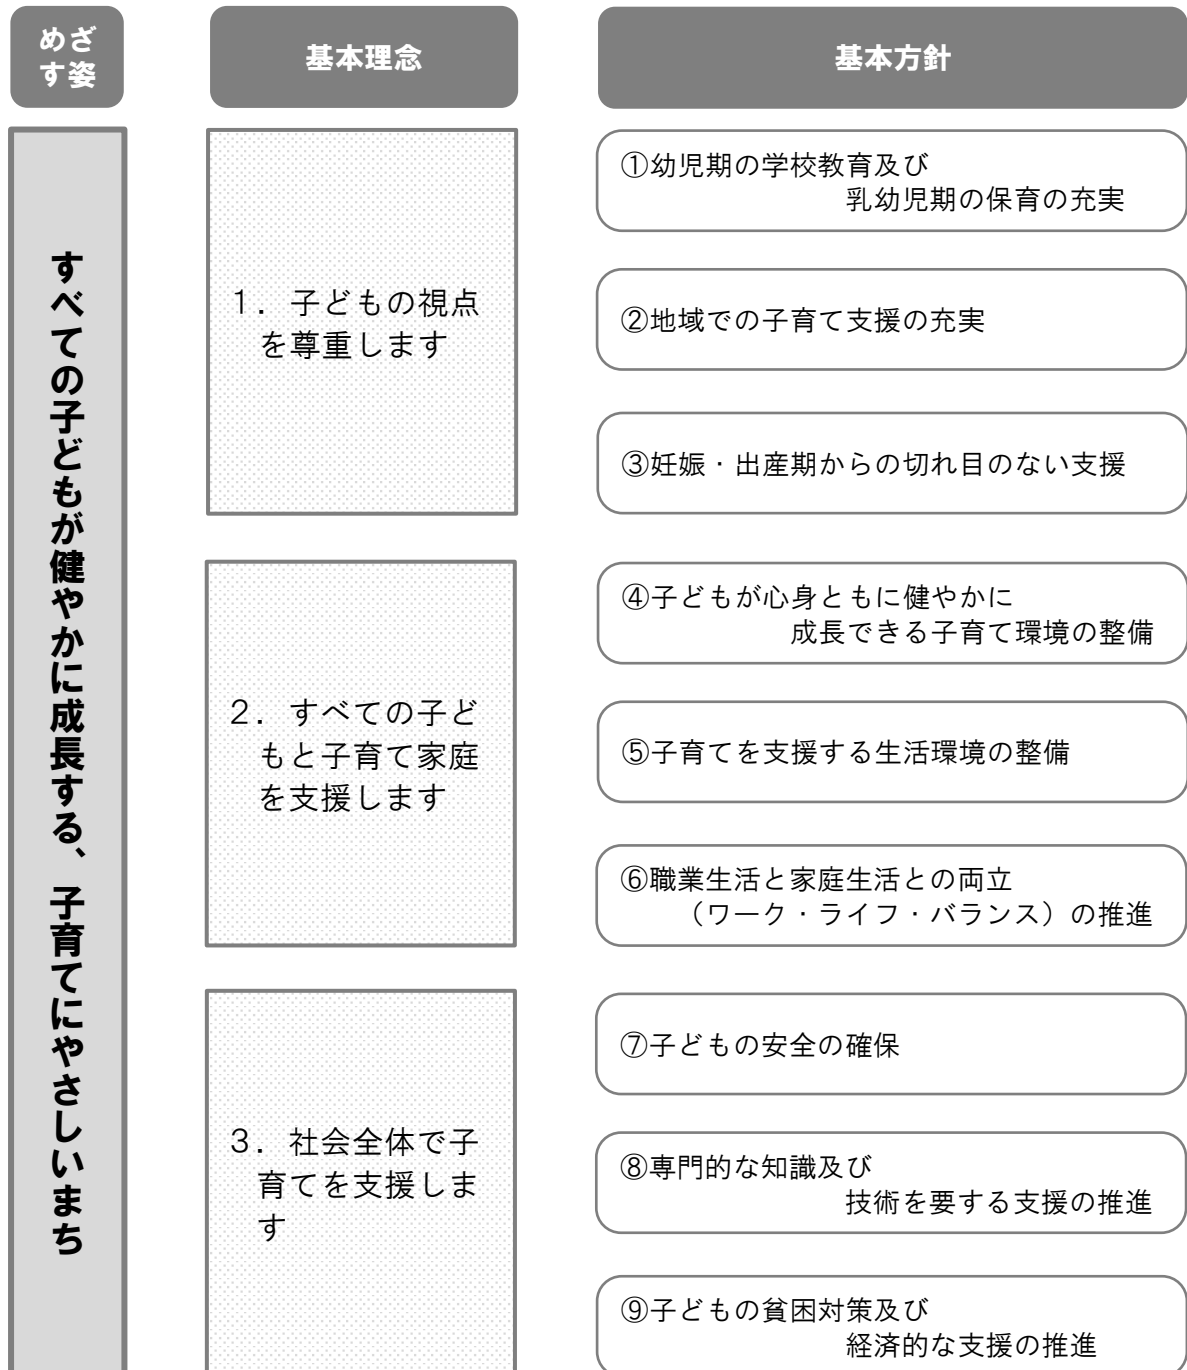 めざ
す姿
基本理念
基本方針
すべての子どもが健やかに成長する、子育てにやさしいまち
１．子どもの視点
を尊重します
２．すべての子ど
もと子育て家庭
を支援します
３．社会全体で子
育てを支援しま
す
①幼児期の学校教育及び
乳幼児期の保育の充実
②地域での子育て支援の充実
③妊娠・出産期からの切れ目のない支援
④子どもが心身ともに健やかに
成長できる子育て環境の整備
⑤子育てを支援する生活環境の整備
⑥職業生活と家庭生活との両立
（ワーク・ライフ・バランス）の推進
⑦子どもの安全の確保
⑧専門的な知識及び
技術を要する支援の推進
⑨子どもの貧困対策及び
経済的な支援の推進